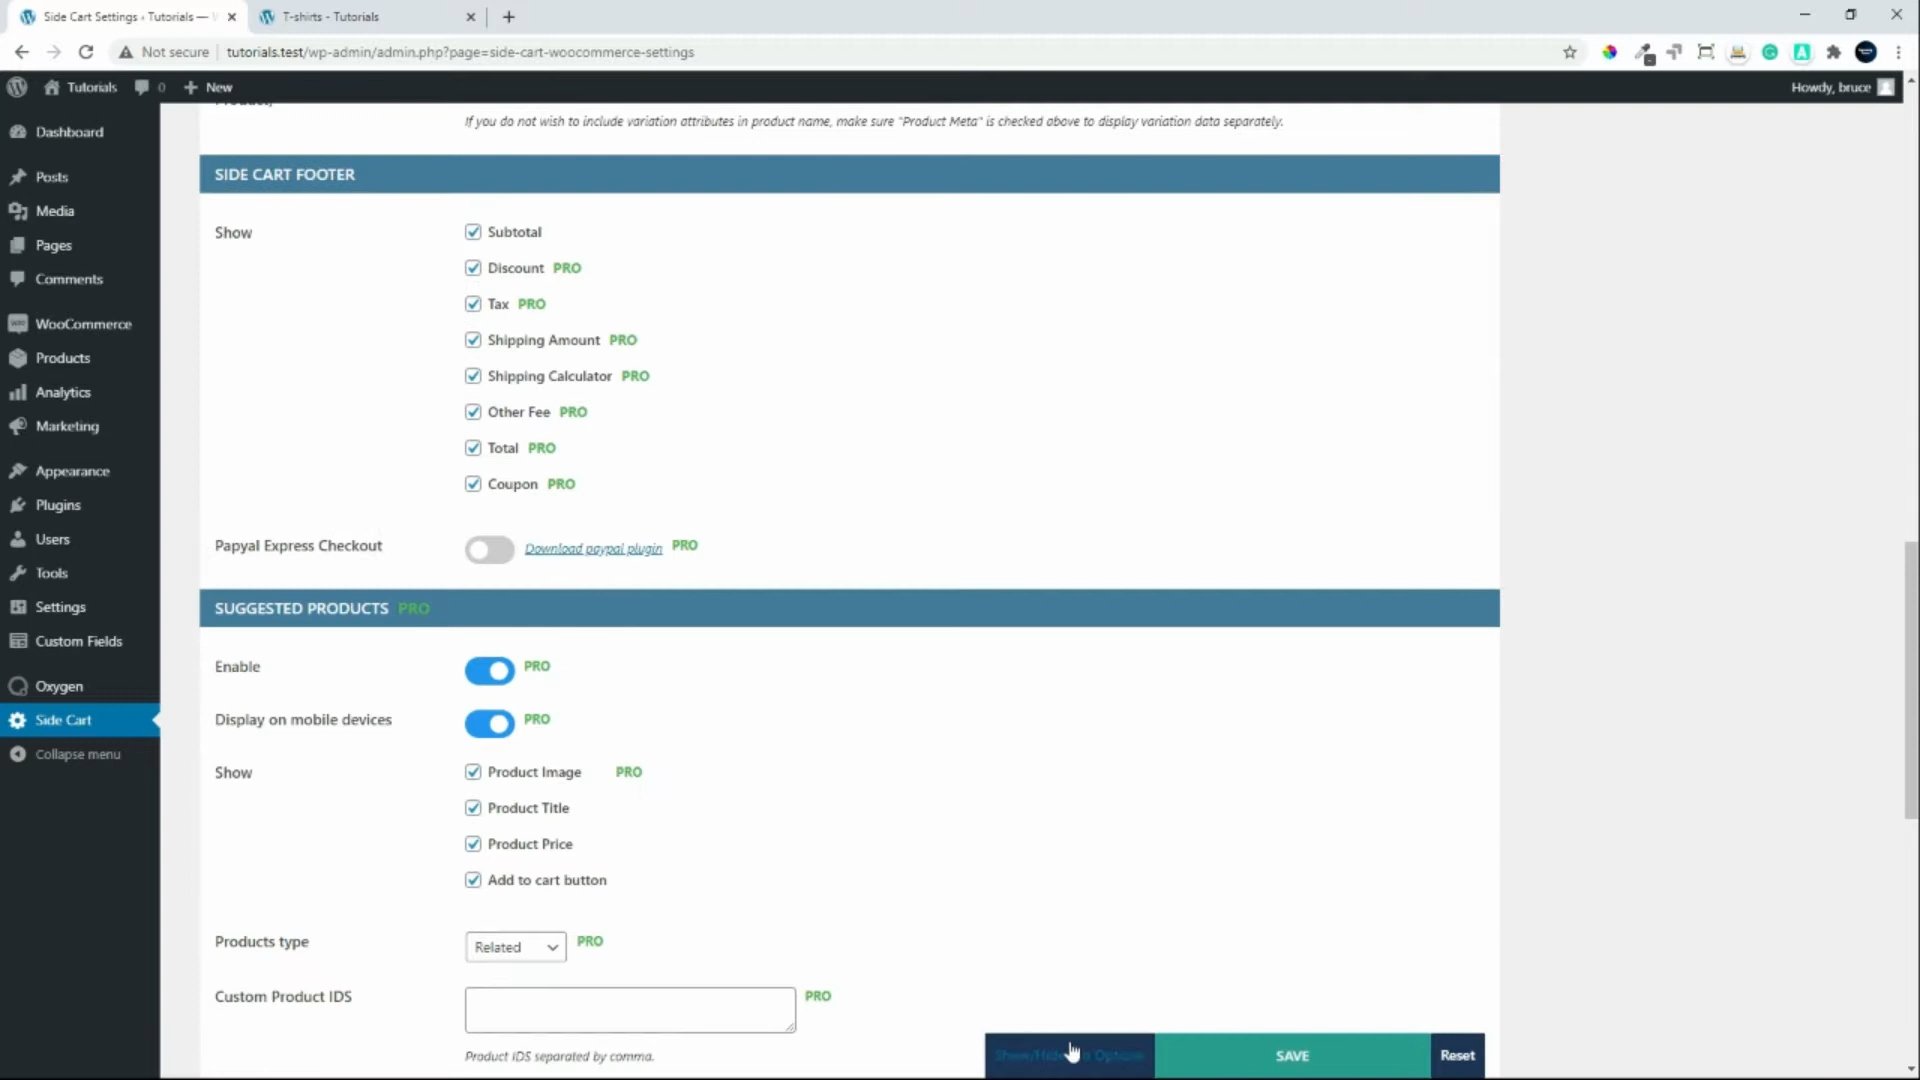 Side Cart Settings ‹ Tutorials —
T-shirts - Tutorials
Not secure
tutorials.test/wp-admin/admin.php?page=side-cart-woocommerce-settings
Tutorials
0
New
Howdy, bruce
Dashboard
Posts
Media
Pages
Comments
WooCommerce
Products
Analytics
Marketing
Appearance
Plugins
Users
Tools
Settings
Custom Fields
Oxygen
Side Cart
Collapse menu
If you do not wish to include variation attributes in product name, make sure "Product Meta" is checked above to display variation data separately.
SIDE CART FOOTER
Show
Subtotal
Discount PRO
Tax PRO
Shipping Amount PRO
Shipping Calculator PRO
Other Fee PRO
Total PRO
Coupon PRO
Papyal Express Checkout
Download paypal plugin PRO
SUGGESTED PRODUCTS PRO
Enable
PRO
Display on mobile devices
PRO
Show
Product Image PRO
Product Title
Product Price
Add to cart button
Products type
Related
PRO
Custom Product IDS
PRO
Product IDS separated by comma.
SAVE
Reset